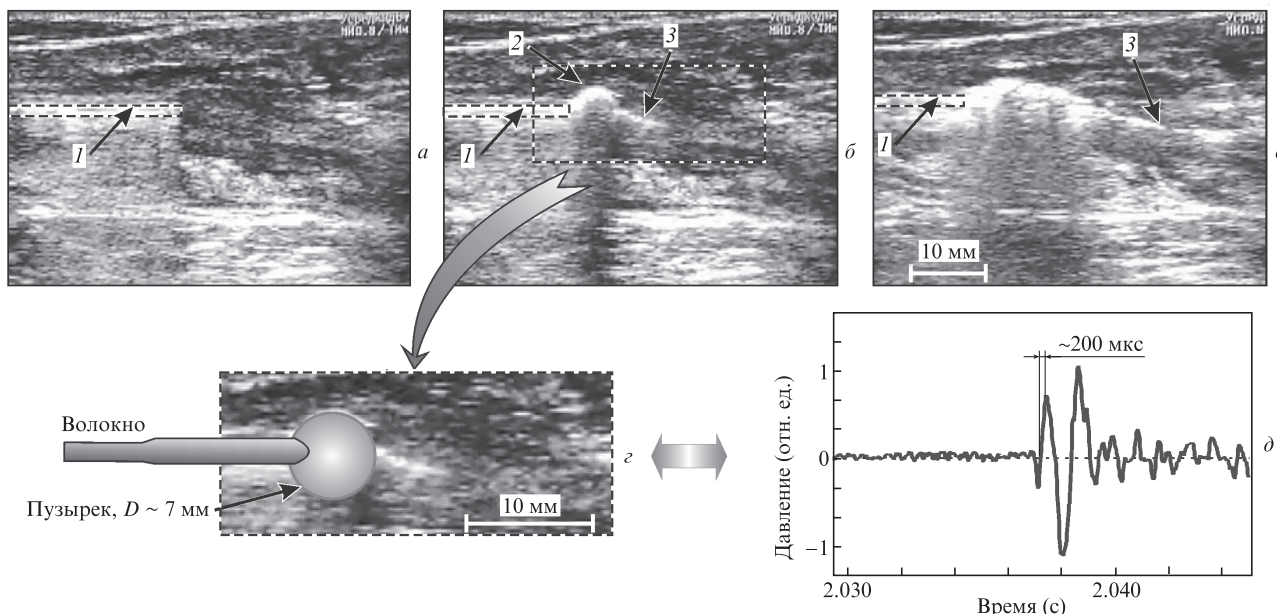 1
а
2
3
1
б
3
1
10 мм
в
Волокно
Пузырек, D ~ 7 мм
10 мм
г
~200 мкс
1
0
−1
Давление (отн. ед.)
2.030
2.040
Время (с)
д